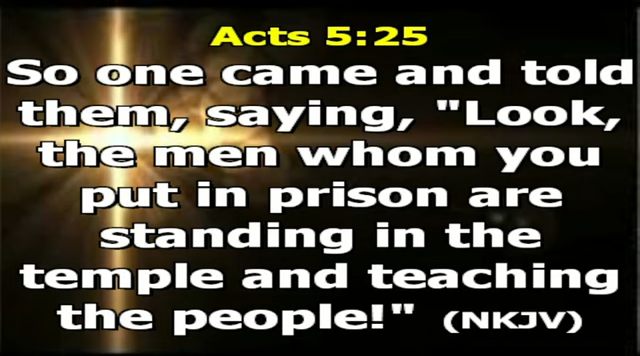 Acts 5:25
So one came and told
them, saying, "Look,
the men whom you
put in prison are
standing in the
temple and teaching
the people!" (NKJV)